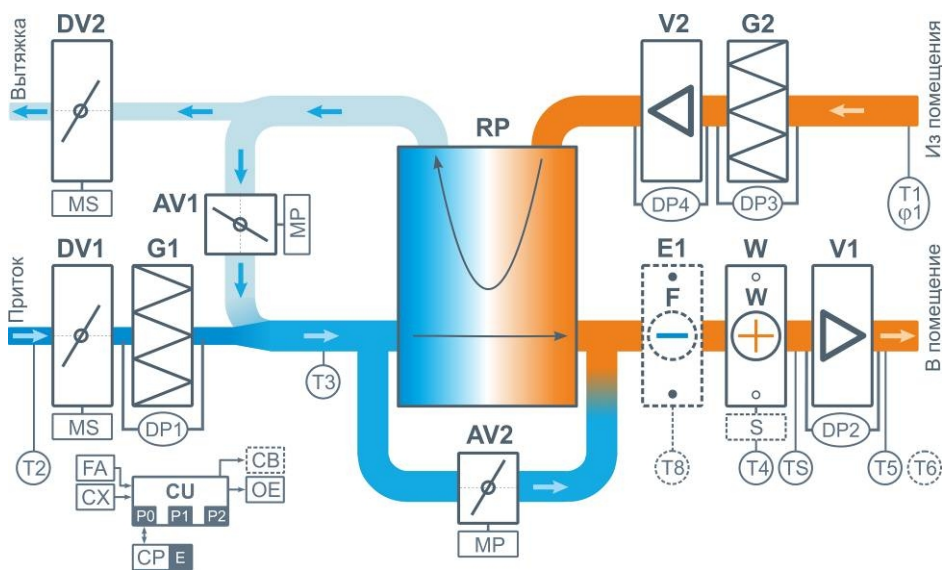 DV2
V2
G2
Вытяжка
RP
Из помещения
MS
AV1
MP
DP4
DP3
T1
φ1
DV1
G1
E1
W
V1
Приток
F
W
В помещение
T3
MS
DP1
AV2
S
DP2
T2
T8
T4
TS
T5
T6
FA
CB
CX
CU
OE
P0
P1
P2
MP
CP
E